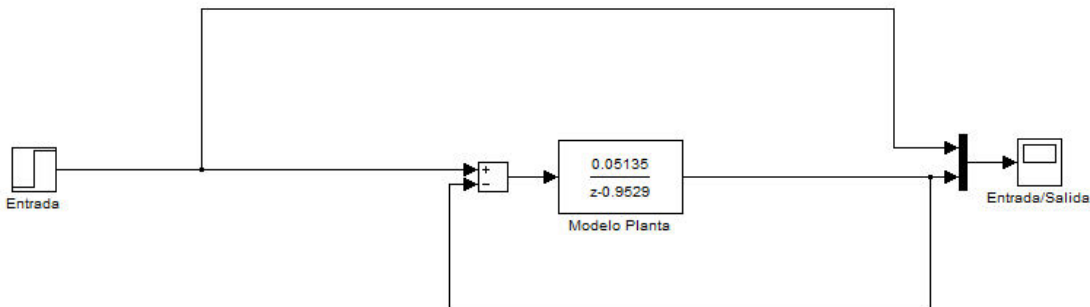 Entrada
+
−
0.05135
z-0.9529
Modelo Planta
Entrada/Salida